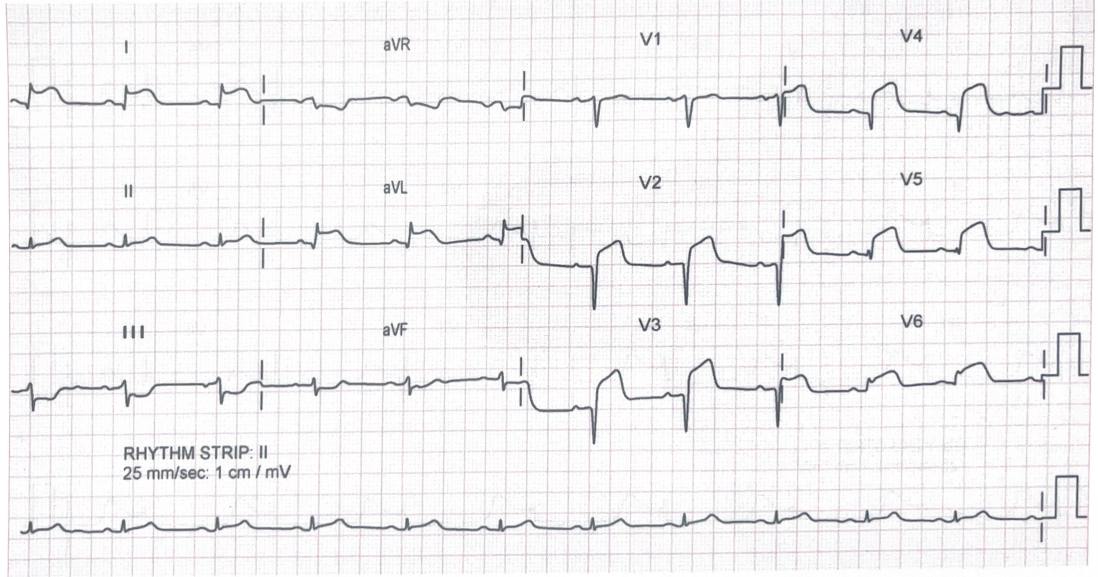 I aVR V1 V4
II aVL V2 V5
III aVF V3 V6
RHYTHM STRIP: II
25 mm/sec: 1 cm / mV